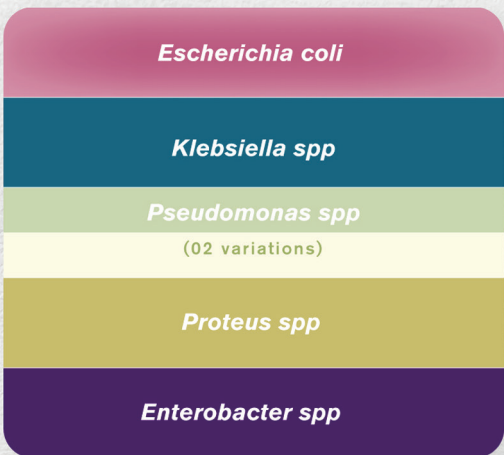 Escherichia coli
Klebsiella spp
Pseudomonas spp
(02 variations)
Proteus spp
Enterobacter spp